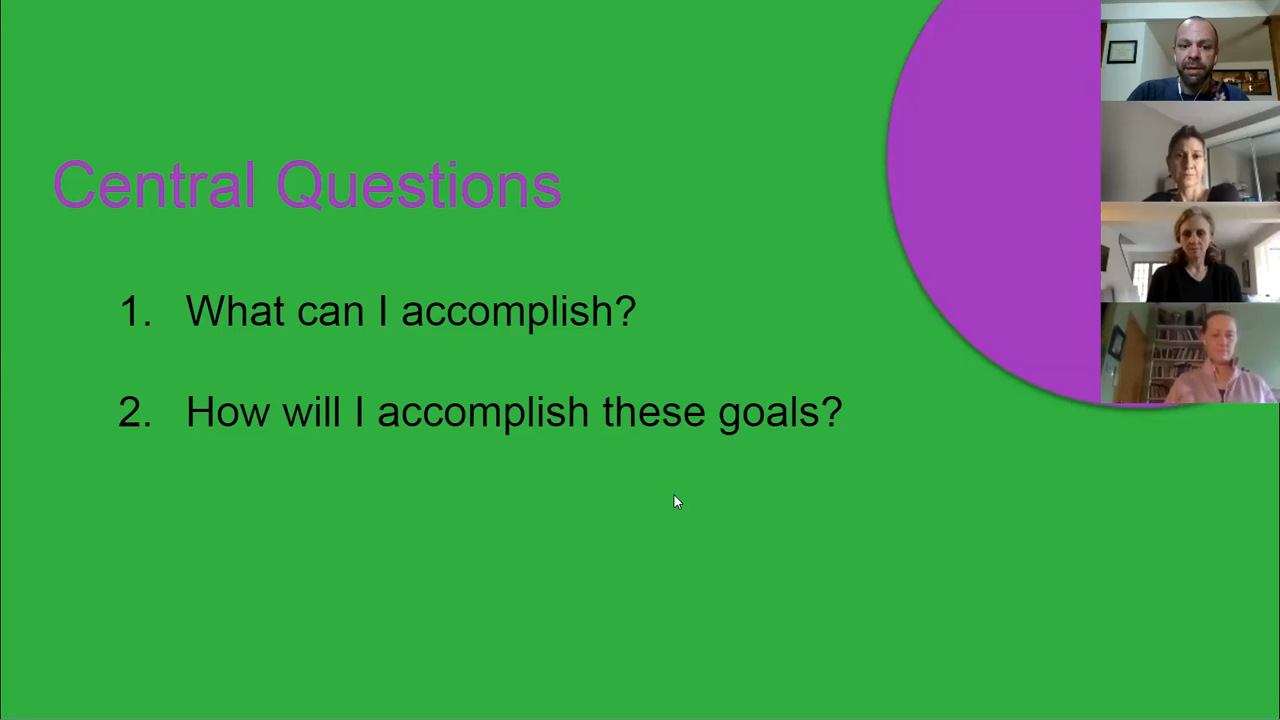 Central Questions
1. What can I accomplish?
2. How will I accomplish these goals?